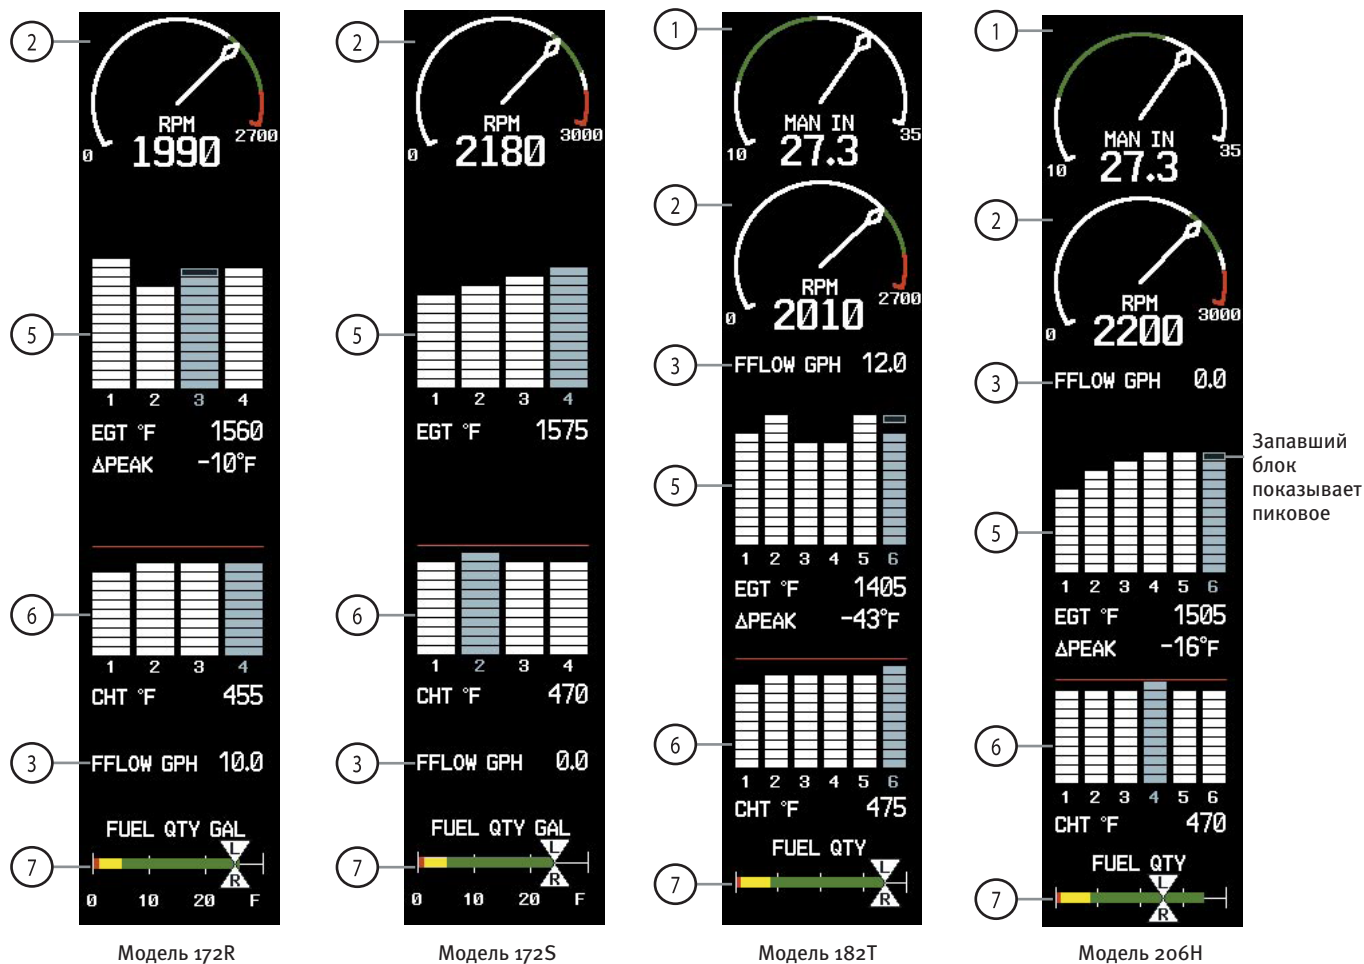 2
RPM
1990
0
2700
5
1 2 3 4
EGT °F 1560
ΔPEAK -10°F
6
1 2 3 4
CHT °F 455
3
FFLOW GPH 10.0
FUEL QTY GAL
L
7
R
0 10 20 F
Модель 172R
2
RPM
2180
0
3000
5
1 2 3 4
EGT °F 1575
6
1 2 3 4
CHT °F 470
3
FFLOW GPH 0.0
FUEL QTY GAL
L
7
R
0 10 20 F
Модель 172S
1
MAN IN
27.3
10
35
2
RPM
2010
0
2700
3
FFLOW GPH 12.0
5
1 2 3 4 5 6
EGT °F 1405
ΔPEAK -43°F
6
1 2 3 4 5 6
CHT °F 475
FUEL QTY
L
7
R
Модель 182T
1
MAN IN
27.3
10
35
2
RPM
2200
0
3000
3
FFLOW GPH 0.0
Запавший
блок
показывает
пиковое
5
1 2 3 4 5 6
EGT °F 1505
ΔPEAK -16°F
6
1 2 3 4 5 6
CHT °F 470
FUEL QTY
L
7
R
Модель 206H